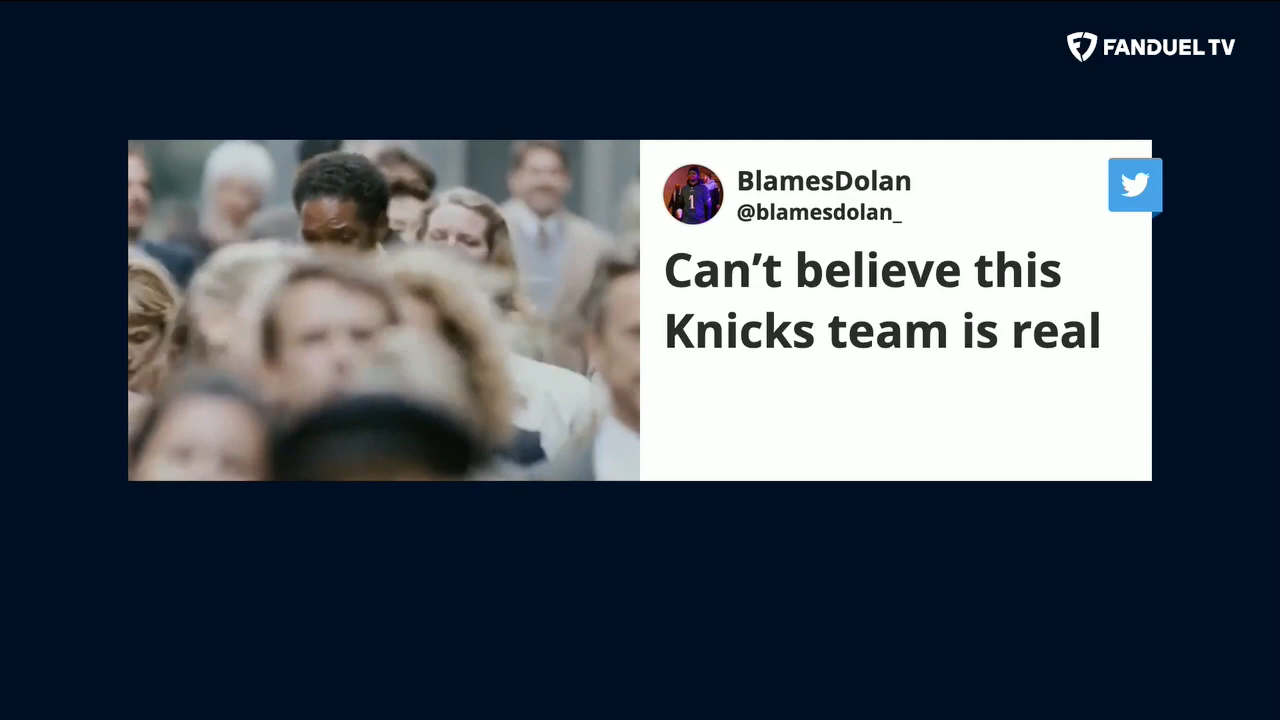 FANDUEL TV
BlamesDolan
@blamesdolan_
Can’t believe this
Knicks team is real